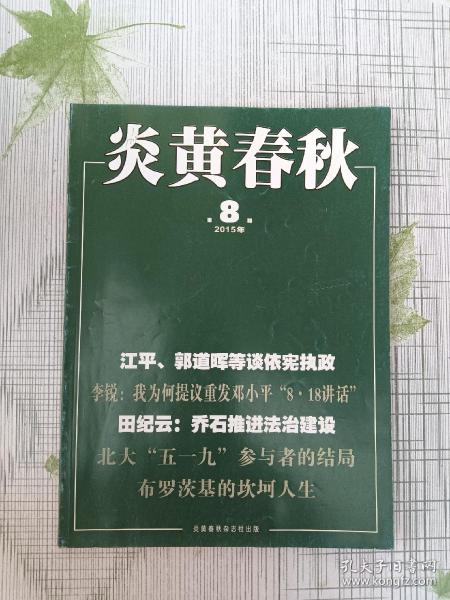 炎黄春秋
第8期
2015年
江平、郭道晖等谈依宪执政
李锐：我为何提议重发邓小平“8·18讲话”
田纪云：乔石推进法治建设
北大“五一九”参与者的结局
布罗茨基的坎坷人生
炎黄春秋杂志社出版
孔夫子旧书网
www.kongfz.com